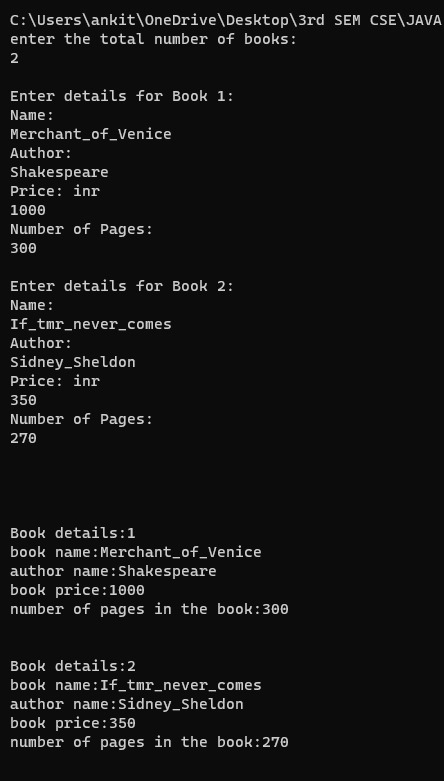 C:\Users\ankit\OneDrive\Desktop\3rd SEM CSE\JAVA
enter the total number of books:
2
Enter details for Book 1:
Name:
Merchant_of_Venice
Author:
Shakespeare
Price: inr
1000
Number of Pages:
300
Enter details for Book 2:
Name:
If_tmr_never_comes
Author:
Sidney_Sheldon
Price: inr
350
Number of Pages:
270
Book details:1
book name:Merchant_of_Venice
author name:Shakespeare
book price:1000
number of pages in the book:300
Book details:2
book name:If_tmr_never_comes
author name:Sidney_Sheldon
book price:350
number of pages in the book:270